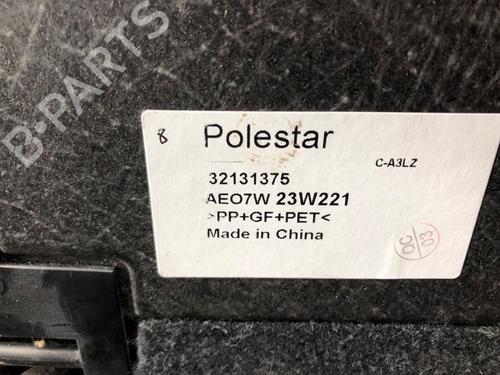 B-PARTS
8 Polestar
C-A3LZ
32131375
AEO7W 23W221
>PP+GF+PET<
Made in China
QC
03